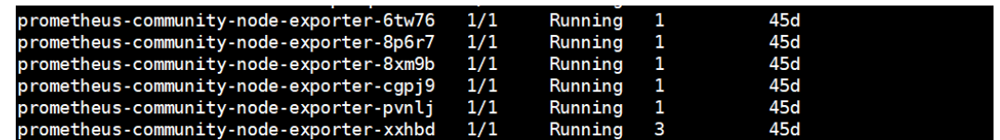 prometheus-community-node-exporter-6tw76   1/1     Running   1          45d
prometheus-community-node-exporter-8p6r7   1/1     Running   1          45d
prometheus-community-node-exporter-8xm9b   1/1     Running   1          45d
prometheus-community-node-exporter-cgpj9   1/1     Running   1          45d
prometheus-community-node-exporter-pvnlj   1/1     Running   1          45d
prometheus-community-node-exporter-xxhbd   1/1     Running   3          45d